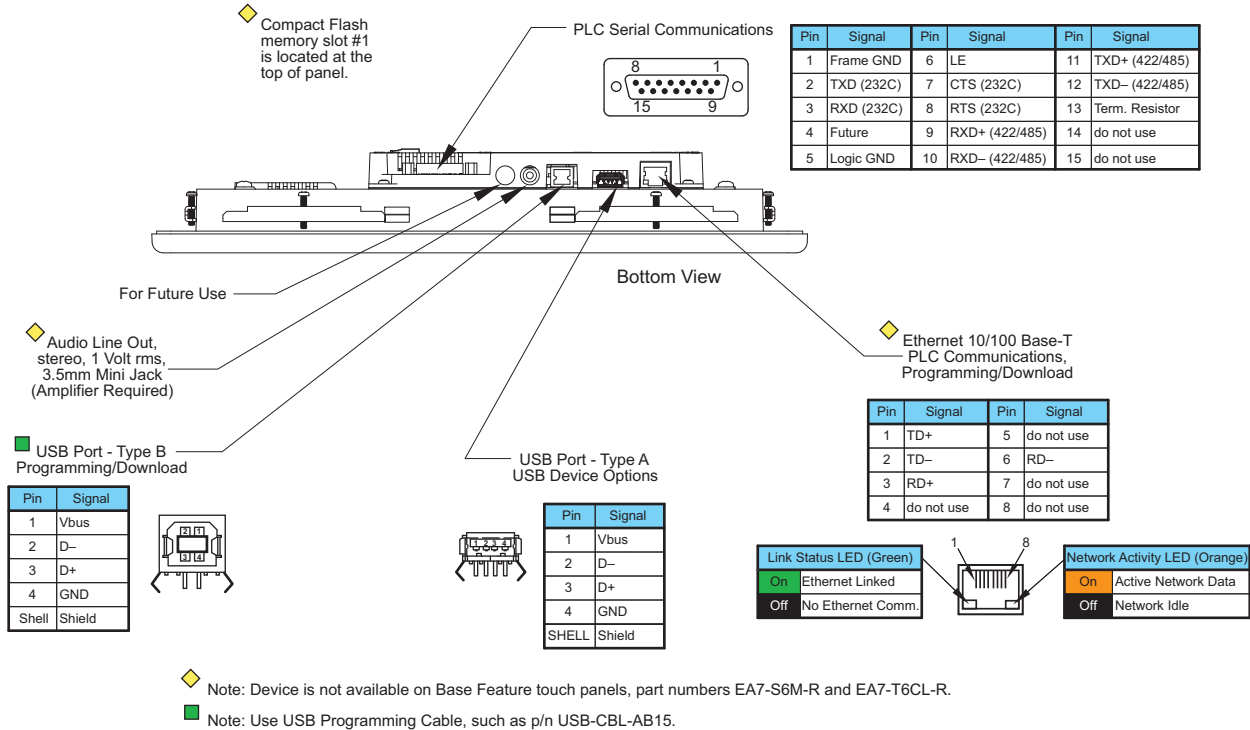 Compact Flash
memory slot #1
is located at the
top of panel.
PLC Serial Communications
8 1
15 9
Pin Signal Pin Signal Pin Signal
1 Frame GND 6 LE 11 TXD+ (422/485)
2 TXD (232C) 7 CTS (232C) 12 TXD– (422/485)
3 RXD (232C) 8 RTS (232C) 13 Term. Resistor
4 Future 9 RXD+ (422/485) 14 do not use
5 Logic GND 10 RXD– (422/485) 15 do not use
Bottom View
For Future Use
Audio Line Out,
stereo, 1 Volt rms,
3.5mm Mini Jack
(Amplifier Required)
Ethernet 10/100 Base-T
PLC Communications,
Programming/Download
Pin Signal Pin Signal
1 TD+ 5 do not use
2 TD– 6 RD–
3 RD+ 7 do not use
4 do not use 8 do not use
USB Port - Type B
Programming/Download
Pin Signal
1 Vbus
2 D–
3 D+
4 GND
Shell Shield
2 1
3 4
USB Port - Type A
USB Device Options
1 2 3 4
Pin Signal
1 Vbus
2 D–
3 D+
4 GND
SHELL Shield
Link Status LED (Green)
On Ethernet Linked
Off No Ethernet Comm.
1 8
Network Activity LED (Orange)
On Active Network Data
Off Network Idle
Note: Device is not available on Base Feature touch panels, part numbers EA7-S6M-R and EA7-T6CL-R.
Note: Use USB Programming Cable, such as p/n USB-CBL-AB15.